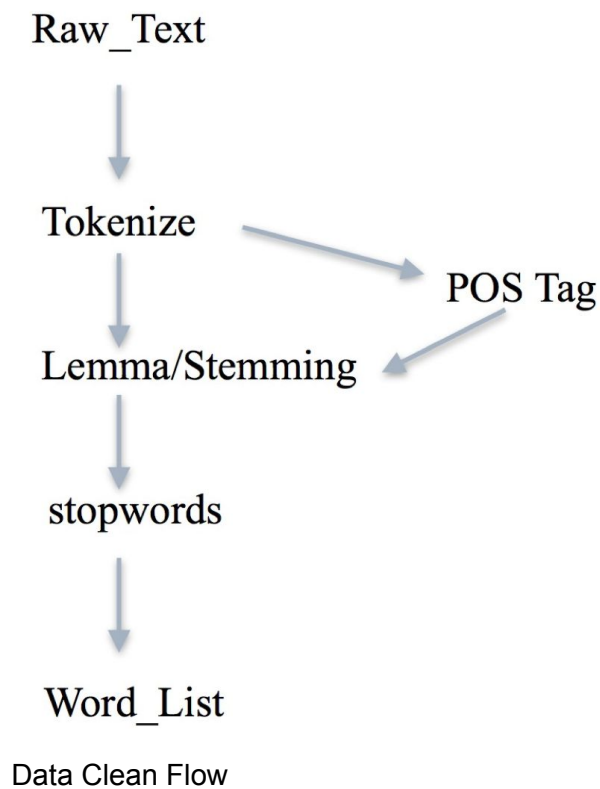 Raw_Text
Tokenize
POS Tag
Lemma/Stemming
stopwords
Word_List
Data Clean Flow